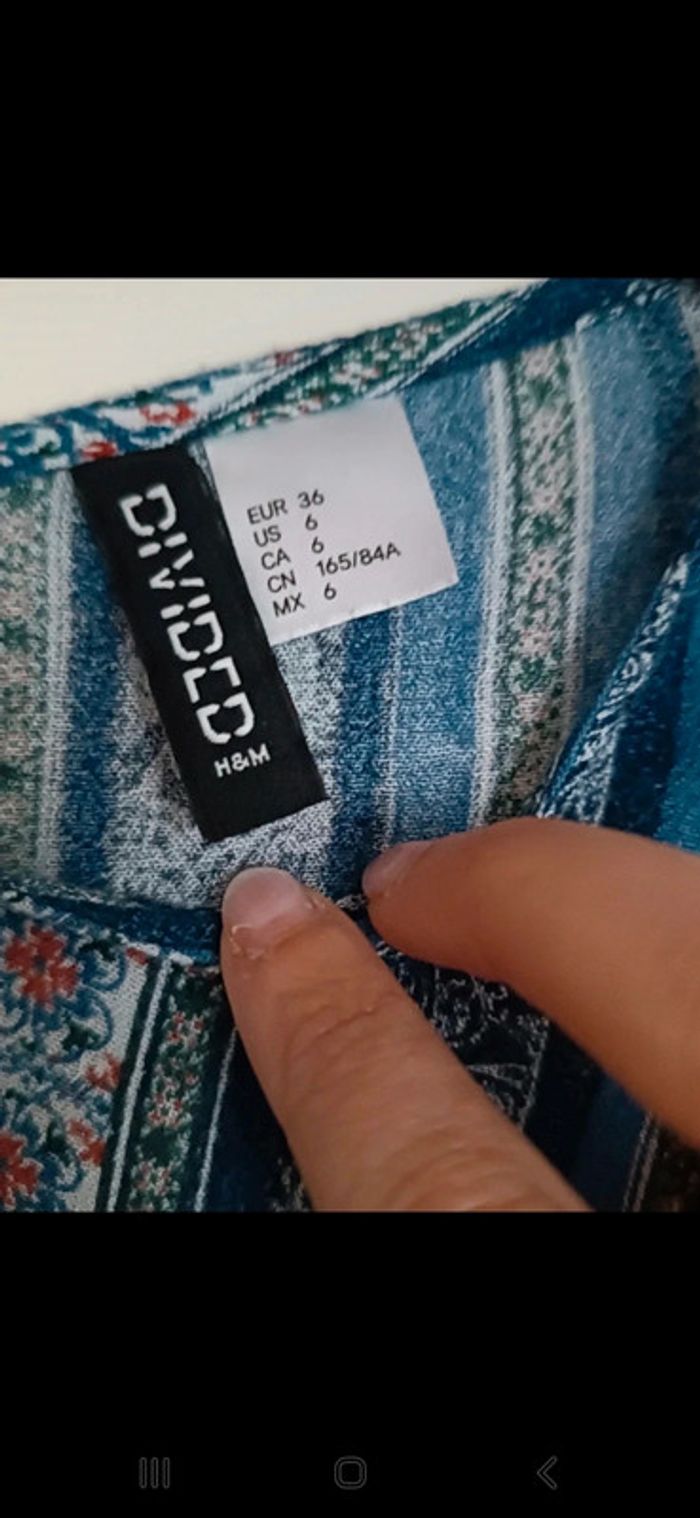 DIVIDED
H&M
EUR 36
US 6
CA 6
CN 165/84A
MX 6